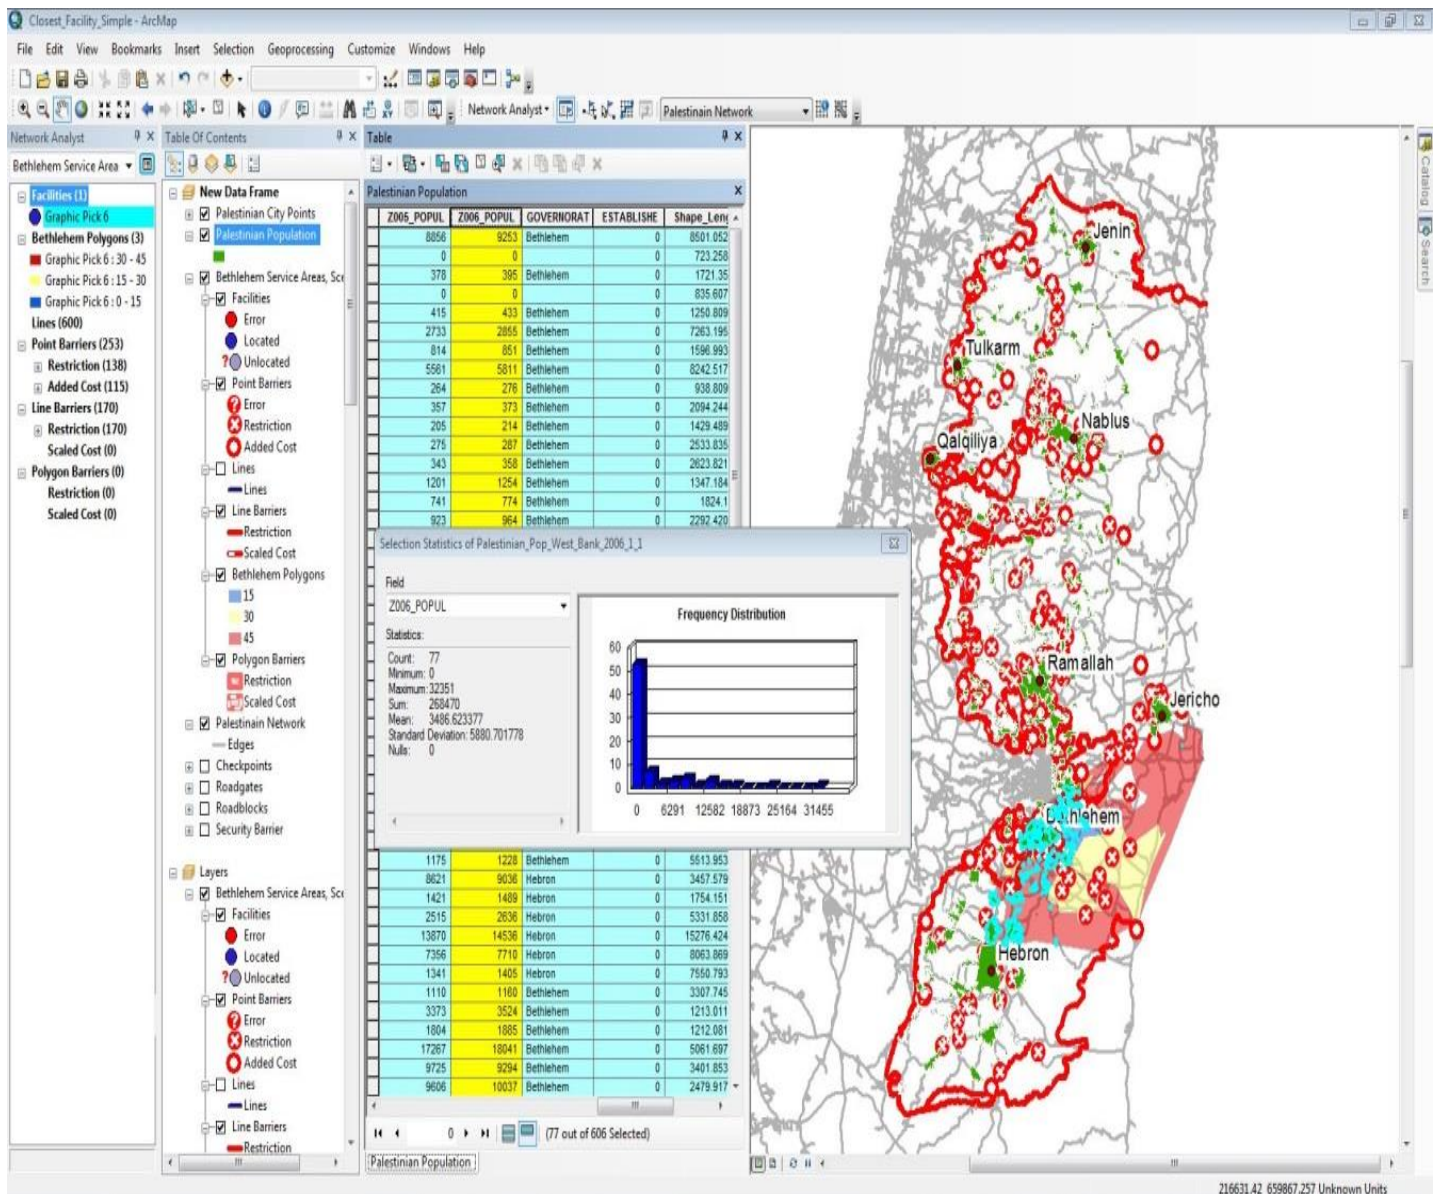 Closest_Facility_Simple - ArcMap
File Edit View Bookmarks Insert Selection Geoprocessing Customize Windows Help
Network Analyst Palestinain Network
Network Analyst
Bethlehem Service Area
Facilities (1)
Graphic Pick 6
Bethlehem Polygons (3)
Graphic Pick 6 : 30 - 45
Graphic Pick 6 : 15 - 30
Graphic Pick 6 : 0 - 15
Lines (600)
Point Barriers (253)
Restriction (138)
Added Cost (115)
Line Barriers (170)
Restriction (170)
Scaled Cost (0)
Polygon Barriers (0)
Restriction (0)
Scaled Cost (0)
Table Of Contents
New Data Frame
Palestinian City Points
Palestinian Population
Bethlehem Service Areas, Sce
Facilities
Error
Located
Unlocated
Point Barriers
Error
Restriction
Added Cost
Lines
Lines
Line Barriers
Restriction
Scaled Cost
Bethlehem Polygons
15
30
45
Polygon Barriers
Restriction
Scaled Cost
Palestinain Network
Edges
Checkpoints
Roadgates
Roadblocks
Security Barrier
Layers
Bethlehem Service Areas, Sce
Facilities
Error
Located
Unlocated
Point Barriers
Error
Restriction
Added Cost
Lines
Lines
Line Barriers
Restriction
Table
Palestinian Population
Z005_POPUL Z006_POPUL GOVERNORAT ESTABLISHE Shape_Leng
8856 9253 Bethlehem 0 8501.052
0 0 0 723.258
378 395 Bethlehem 0 1721.35
0 0 0 835.607
415 433 Bethlehem 0 1250.809
2733 2855 Bethlehem 0 7263.195
814 851 Bethlehem 0 1596.993
5561 5811 Bethlehem 0 8242.517
264 276 Bethlehem 0 938.809
357 373 Bethlehem 0 2094.244
205 214 Bethlehem 0 1429.489
275 287 Bethlehem 0 2533.835
343 358 Bethlehem 0 2623.821
1201 1254 Bethlehem 0 1347.184
741 774 Bethlehem 0 1824.1
923 964 Bethlehem 0 2292.420
Selection Statistics of Palestinian_Pop_West_Bank_2006_1_1
Field
Z006_POPUL
Statistics:
Count: 77
Minimum: 0
Maximum: 32351
Sum: 268470
Mean: 3486.623377
Standard Deviation: 5880.701778
Nulls: 0
Frequency Distribution
60
50
40
30
20
10
0
0 6291 12582 18873 25164 31455
1175 1228 Bethlehem 0 5513.953
8621 9036 Hebron 0 3457.579
1421 1489 Hebron 0 1754.151
2515 2636 Hebron 0 5331.858
13870 14536 Hebron 0 15276.424
7356 7710 Hebron 0 8063.869
1341 1405 Hebron 0 7550.793
1110 1160 Bethlehem 0 3307.745
3373 3524 Bethlehem 0 1213.011
1804 1885 Bethlehem 0 1212.081
17267 18041 Bethlehem 0 5061.697
9725 9294 Bethlehem 0 3401.853
9606 10037 Bethlehem 0 2479.917
0 (77 out of 606 Selected)
Palestinian Population
Jenin
Tulkarm
Nablus
Qalqiliya
Ramallah
Jericho
Bethlehem
Hebron
Catalog
Search
216631.42 659867.257 Unknown Units